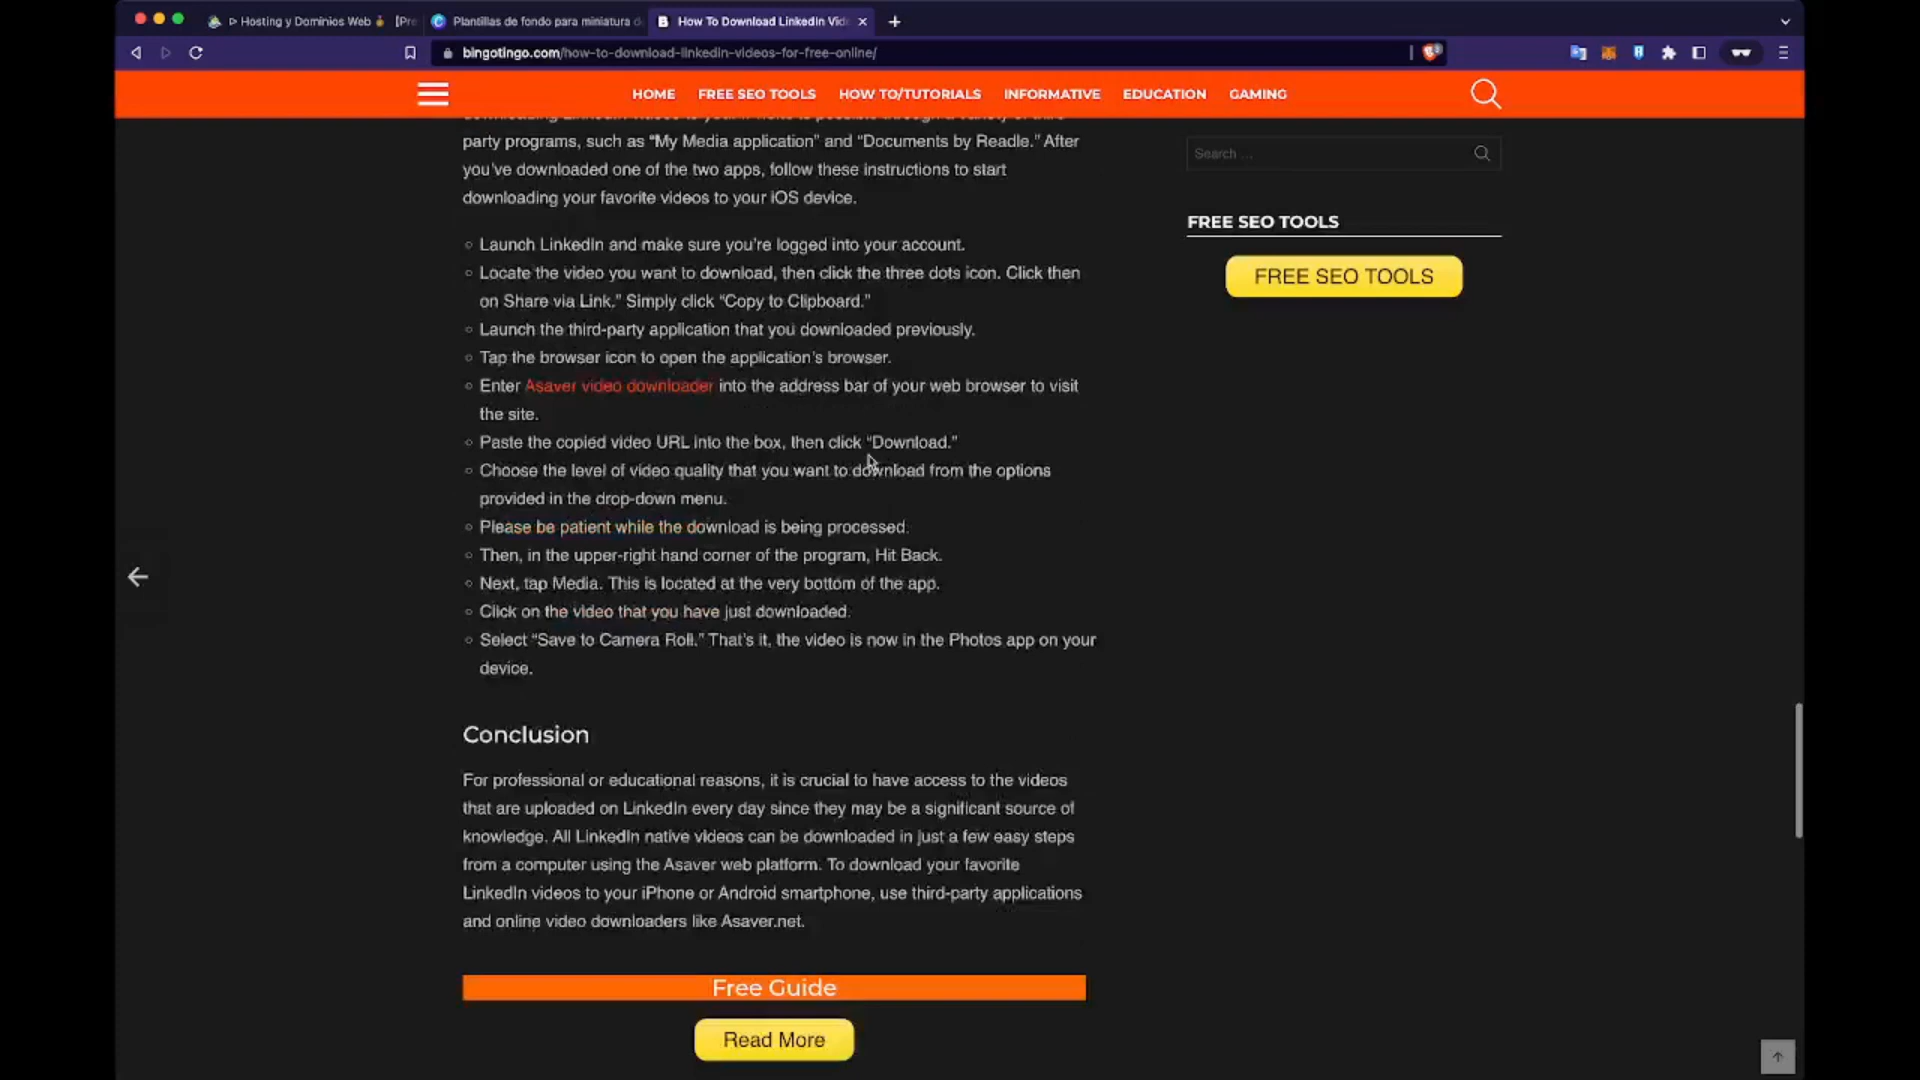 ▷ Hosting y Dominios Web 🥇 [Pre
Plantillas de fondo para miniatura d
How To Download LinkedIn Vide
bingotingo.com/how-to-download-linkedin-videos-for-free-online/
HOME FREE SEO TOOLS HOW TO/TUTORIALS INFORMATIVE EDUCATION GAMING
party programs, such as “My Media application” and “Documents by Readle.” After
you’ve downloaded one of the two apps, follow these instructions to start
downloading your favorite videos to your iOS device.
Launch LinkedIn and make sure you’re logged into your account.
Locate the video you want to download, then click the three dots icon. Click then
on Share via Link.” Simply click “Copy to Clipboard.”
Launch the third-party application that you downloaded previously.
Tap the browser icon to open the application’s browser.
Enter Asaver video downloader into the address bar of your web browser to visit
the site.
Paste the copied video URL into the box, then click “Download.”
Choose the level of video quality that you want to download from the options
provided in the drop-down menu.
Please be patient while the download is being processed.
Then, in the upper-right hand corner of the program, Hit Back.
Next, tap Media. This is located at the very bottom of the app.
Click on the video that you have just downloaded.
Select “Save to Camera Roll.” That’s it, the video is now in the Photos app on your
device.
Conclusion
For professional or educational reasons, it is crucial to have access to the videos
that are uploaded on LinkedIn every day since they may be a significant source of
knowledge. All LinkedIn native videos can be downloaded in just a few easy steps
from a computer using the Asaver web platform. To download your favorite
LinkedIn videos to your iPhone or Android smartphone, use third-party applications
and online video downloaders like Asaver.net.
Free Guide
Read More
Search …
FREE SEO TOOLS
FREE SEO TOOLS